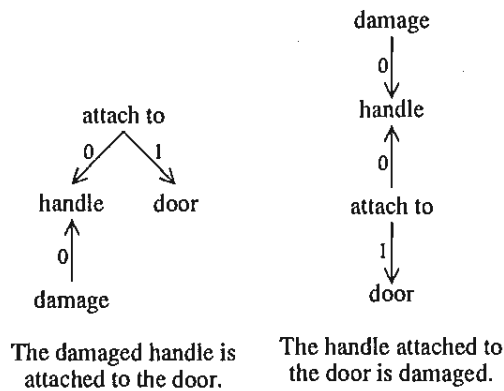 attach to
0 1
handle door
0
damage
The damaged handle is
attached to the door.
damage
0
handle
0
attach to
1
door
The handle attached to
the door is damaged.